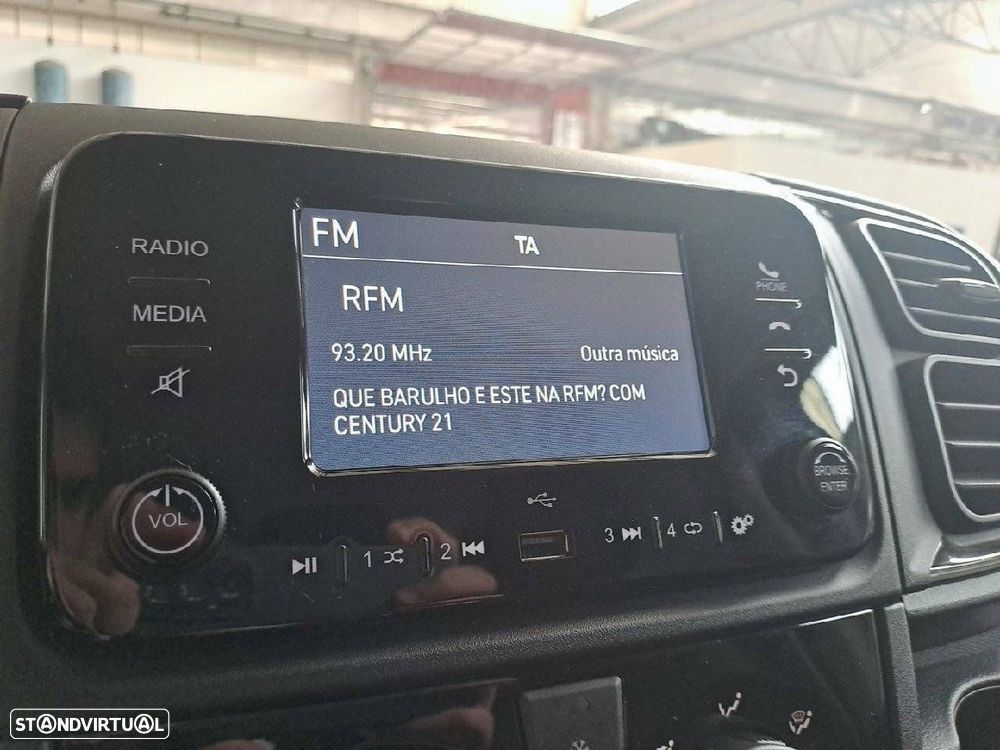 RADIO
MEDIA
FM
TA
RFM
93.20 MHz
Outra música
QUE BARULHO E ESTE NA RFM? COM
CENTURY 21
PHONE
BROWSE
ENTER
VOL
1
2
3
4
STANDVIRTUAL